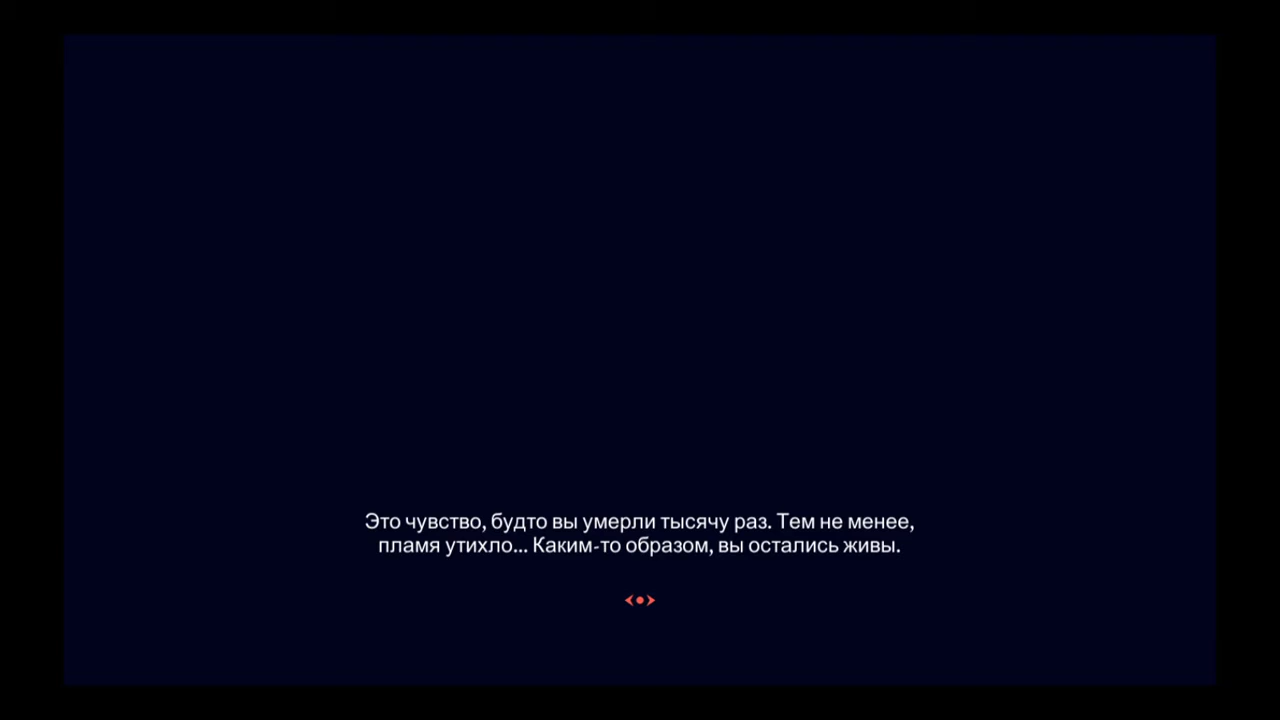 Это чувство, будто вы умерли тысячу раз. Тем не менее,
пламя утихло... Каким-то образом, вы остались живы.